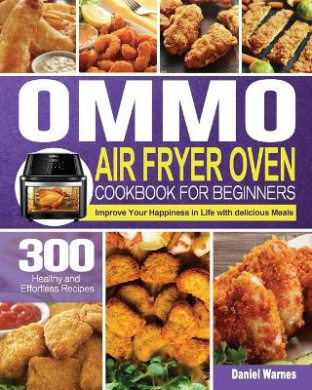 OMMO
AIR FRYER OVEN
COOKBOOK FOR BEGINNERS
Improve Your Happiness in Life with delicious Meals
300
Healthy and
Effortless Recipes
Daniel Warnes